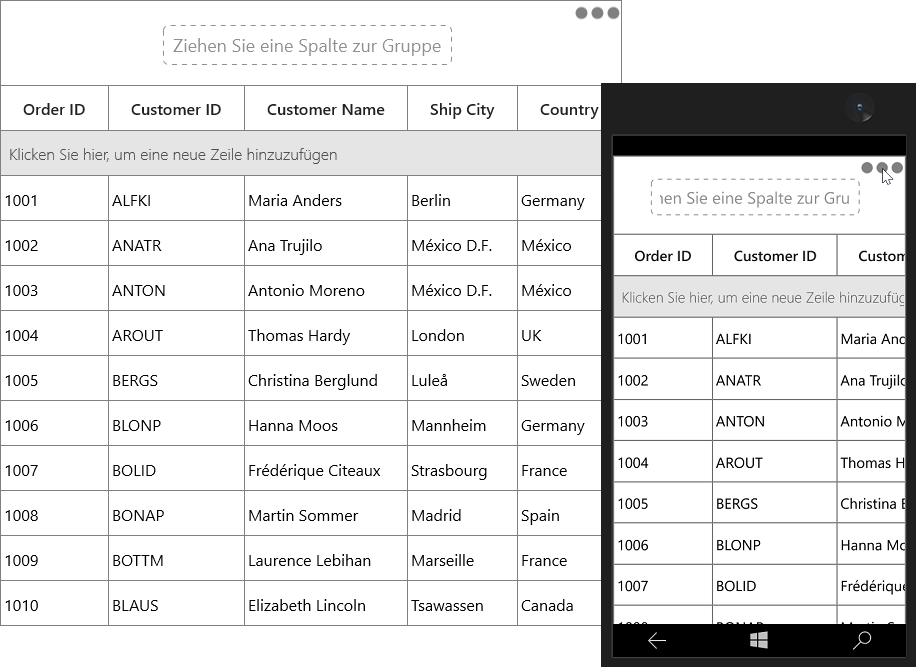 Ziehen Sie eine Spalte zur Gruppe
Order ID Customer ID Customer Name Ship City Country
Klicken Sie hier, um eine neue Zeile hinzuzufügen
1001 ALFKI Maria Anders Berlin Germany
1002 ANATR Ana Trujilo México D.F. México
1003 ANTON Antonio Moreno México D.F. México
1004 AROUT Thomas Hardy London UK
1005 BERGS Christina Berglund Luleå Sweden
1006 BLONP Hanna Moos Mannheim Germany
1007 BOLID Frédérique Citeaux Strasbourg France
1008 BONAP Martin Sommer Madrid Spain
1009 BOTTM Laurence Lebihan Marseille France
1010 BLAUS Elizabeth Lincoln Tsawassen Canada
nen Sie eine Spalte zur Gru
Order ID Customer ID Custom
Klicken Sie hier, um eine neue Zeile hinzuzufüg
1001 ALFKI Maria And
1002 ANATR Ana Trujilo
1003 ANTON Antonio M
1004 AROUT Thomas H
1005 BERGS Christina B
1006 BLONP Hanna Mo
1007 BOLID Frédérique